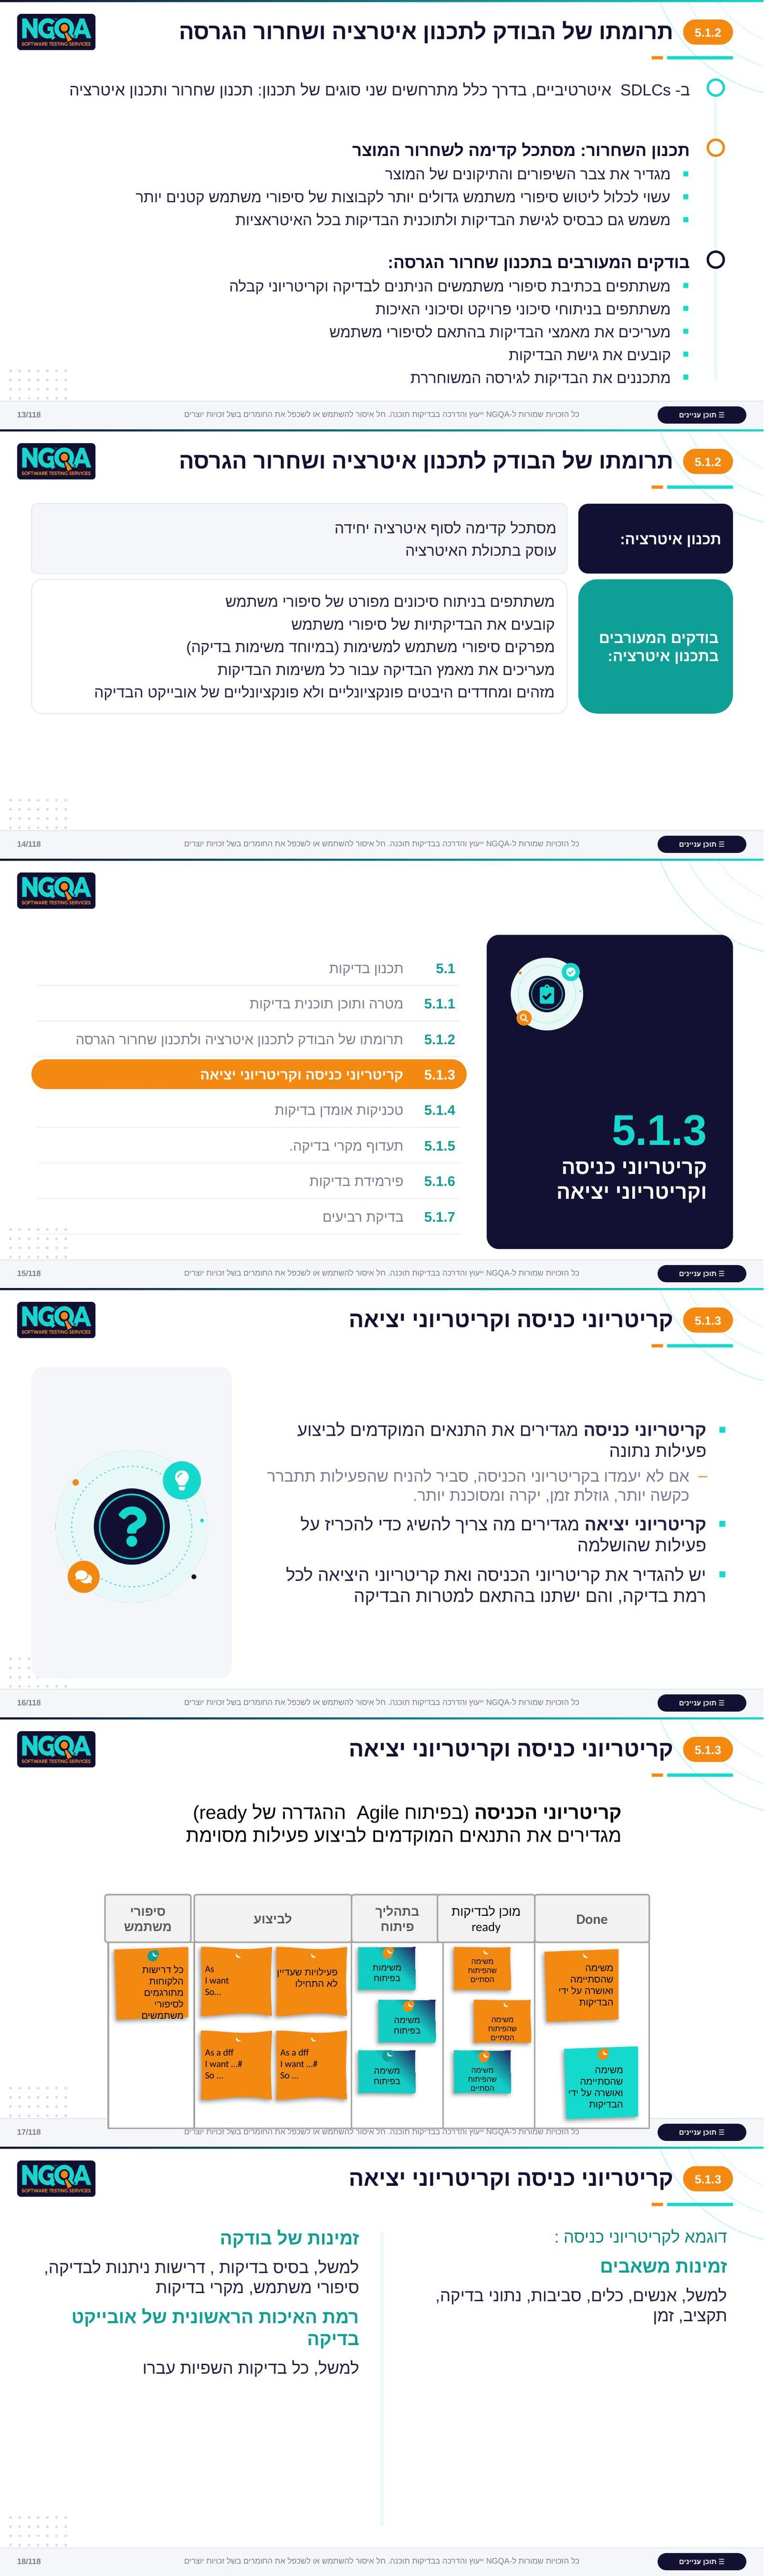 5.1.2
תרומתו של הבודק לתכנון איטרציה ושחרור הגרסה
NGQA
SOFTWARE TESTING SERVICES
ב- SDLCs איטרטיביים, בדרך כלל מתרחשים שני סוגים של תכנון: תכנון שחרור ותכנון איטרציה
תכנון השחרור: מסתכל קדימה לשחרור המוצר
מגדיר את צבר השיפורים והתיקונים של המוצר
עשוי לכלול ליטוש סיפורי משתמש גדולים יותר לקבוצות של סיפורי משתמש קטנים יותר
משמש גם כבסיס לגישת הבדיקות ולתוכנית הבדיקות בכל האיטראציות
בודקים המעורבים בתכנון שחרור הגרסה:
משתתפים בכתיבת סיפורי משתמשים הניתנים לבדיקה וקריטריוני קבלה
משתתפים בניתוחי סיכוני פרויקט וסיכוני האיכות
מעריכים את מאמצי הבדיקות בהתאם לסיפורי משתמש
קובעים את גישת הבדיקות
מתכננים את הבדיקות לגירסה המשוחררת
☰ תוכן עניינים
כל הזכויות שמורות ל-NGQA ייעוץ והדרכה בבדיקות תוכנה. חל איסור להשתמש או לשכפל את החומרים בשל זכויות יוצרים
13/118
5.1.2
תרומתו של הבודק לתכנון איטרציה ושחרור הגרסה
NGQA
SOFTWARE TESTING SERVICES
תכנון איטרציה:
מסתכל קדימה לסוף איטרציה יחידה
עוסק בתכולת האיטרציה
בודקים המעורבים
בתכנון איטרציה:
משתתפים בניתוח סיכונים מפורט של סיפורי משתמש
קובעים את הבדיקתיות של סיפורי משתמש
מפרקים סיפורי משתמש למשימות (במיוחד משימות בדיקה)
מעריכים את מאמץ הבדיקה עבור כל משימות הבדיקות
מזהים ומחדדים היבטים פונקציונליים ולא פונקציונליים של אובייקט הבדיקה
☰ תוכן עניינים
כל הזכויות שמורות ל-NGQA ייעוץ והדרכה בבדיקות תוכנה. חל איסור להשתמש או לשכפל את החומרים בשל זכויות יוצרים
14/118
NGQA
SOFTWARE TESTING SERVICES
5.1.3
קריטריוני כניסה
וקריטריוני יציאה
5.1 תכנון בדיקות
5.1.1 מטרה ותוכן תוכנית בדיקות
5.1.2 תרומתו של הבודק לתכנון איטרציה ולתכנון שחרור הגרסה
5.1.3 קריטריוני כניסה וקריטריוני יציאה
5.1.4 טכניקות אומדן בדיקות
5.1.5 תעדוף מקרי בדיקה.
5.1.6 פירמידת בדיקות
5.1.7 בדיקת רביעים
☰ תוכן עניינים
כל הזכויות שמורות ל-NGQA ייעוץ והדרכה בבדיקות תוכנה. חל איסור להשתמש או לשכפל את החומרים בשל זכויות יוצרים
15/118
5.1.3
קריטריוני כניסה וקריטריוני יציאה
NGQA
SOFTWARE TESTING SERVICES
קריטריוני כניסה מגדירים את התנאים המוקדמים לביצוע
פעילות נתונה
– אם לא יעמדו בקריטריוני הכניסה, סביר להניח שהפעילות תתברר
כקשה יותר, גוזלת זמן, יקרה ומסוכנת יותר.
קריטריוני יציאה מגדירים מה צריך להשיג כדי להכריז על
פעילות שהושלמה
יש להגדיר את קריטריוני הכניסה ואת קריטריוני היציאה לכל
רמת בדיקה, והם ישתנו בהתאם למטרות הבדיקה
?
☰ תוכן עניינים
כל הזכויות שמורות ל-NGQA ייעוץ והדרכה בבדיקות תוכנה. חל איסור להשתמש או לשכפל את החומרים בשל זכויות יוצרים
16/118
5.1.3
קריטריוני כניסה וקריטריוני יציאה
NGQA
SOFTWARE TESTING SERVICES
קריטריוני הכניסה (בפיתוח Agile ההגדרה של ready)
מגדירים את התנאים המוקדמים לביצוע פעילות מסוימת
Done
מוכן לבדיקות
ready
בתהליך
פיתוח
לביצוע
סיפורי
משתמש
משימה
שהסתיימה
ואושרה על ידי
הבדיקות
משימה
שהסתיימה
ואושרה על ידי
הבדיקות
משימה
שהפיתוח
הסתיים
משימה
שהפיתוח
הסתיים
משימה
שהפיתוח
הסתיים
משימות
בפיתוח
משימה
בפיתוח
משימה
בפיתוח
פעילויות שעדיין
לא התחילו
As
I want
So…
As a dff
I want …#
So …
As a dff
I want …#
So …
כל דרישות
הלקוחות
מתורגמים
לסיפורי
משתמשים
☰ תוכן עניינים
כל הזכויות שמורות ל-NGQA ייעוץ והדרכה בבדיקות תוכנה. חל איסור להשתמש או לשכפל את החומרים בשל זכויות יוצרים
17/118
5.1.3
קריטריוני כניסה וקריטריוני יציאה
NGQA
SOFTWARE TESTING SERVICES
דוגמא לקריטריוני כניסה :
זמינות משאבים
למשל, אנשים, כלים, סביבות, נתוני בדיקה,
תקציב, זמן
זמינות של בודקה
למשל, בסיס בדיקות , דרישות ניתנות לבדיקה,
סיפורי משתמש, מקרי בדיקות
רמת האיכות הראשונית של אובייקט
בדיקה
למשל, כל בדיקות השפיות עברו
☰ תוכן עניינים
כל הזכויות שמורות ל-NGQA ייעוץ והדרכה בבדיקות תוכנה. חל איסור להשתמש או לשכפל את החומרים בשל זכויות יוצרים
18/118